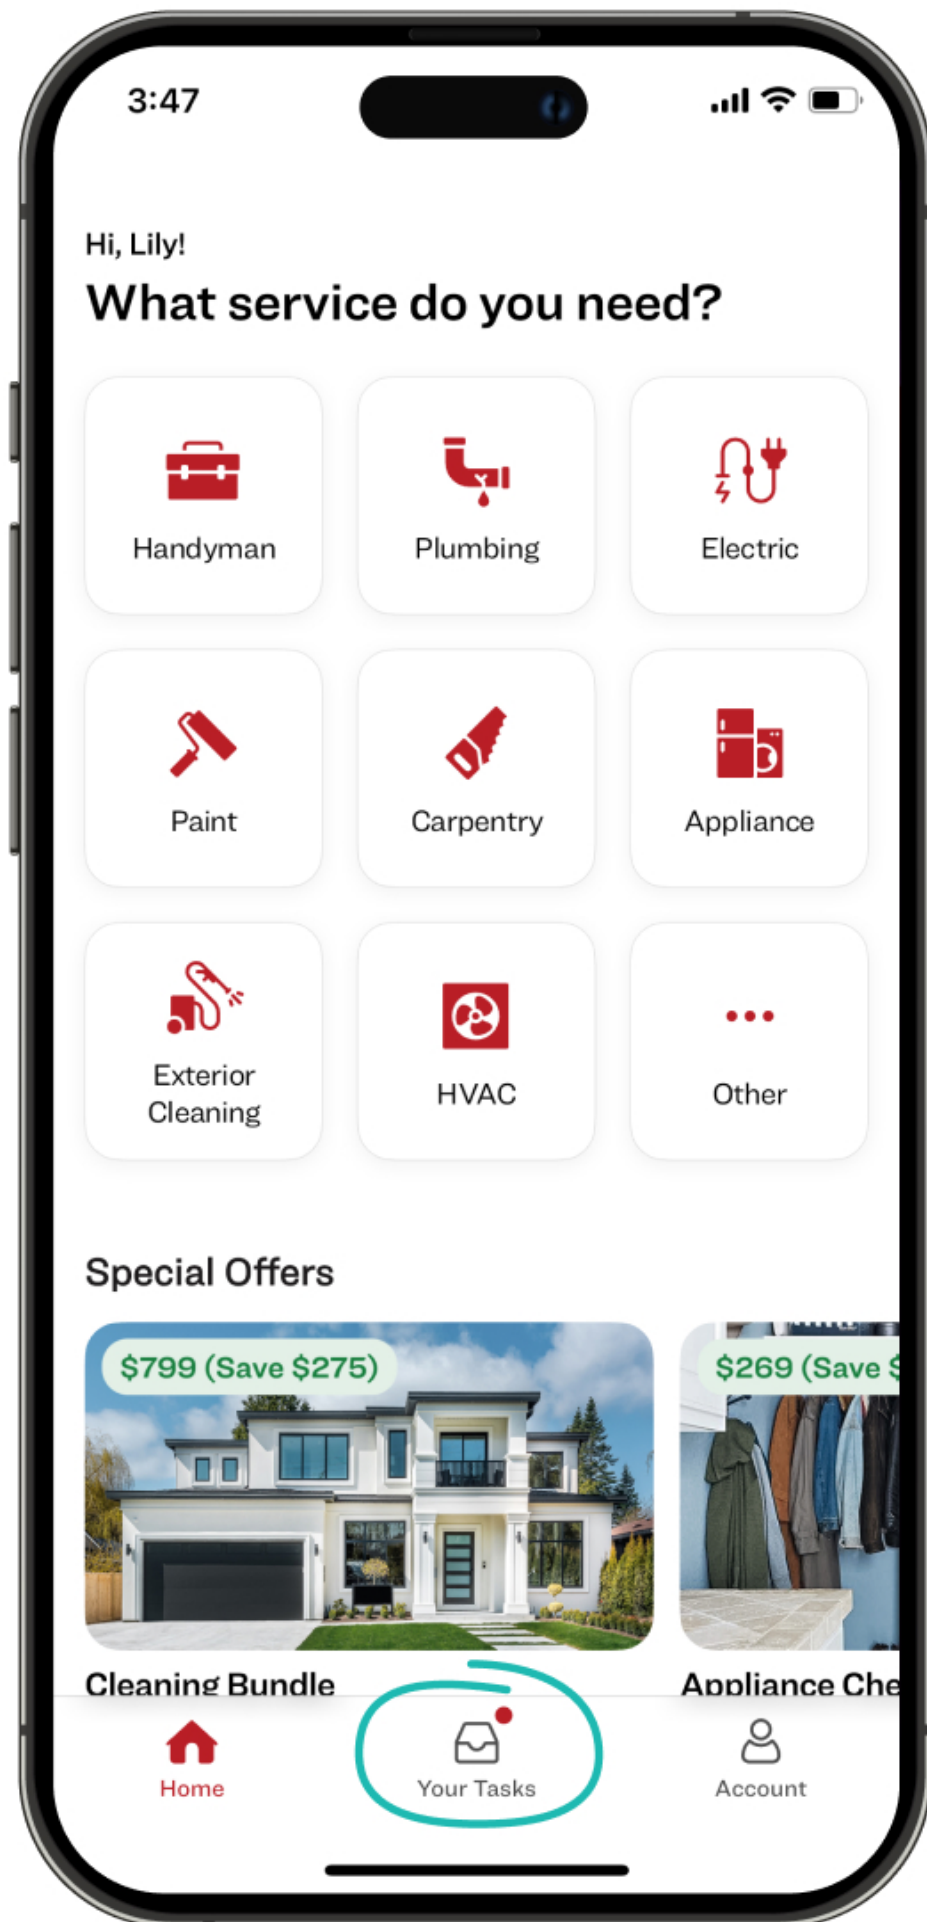 3:47
Hi, Lily!
What service do you need?
Handyman
Plumbing
Electric
Paint
Carpentry
Appliance
Exterior
Cleaning
HVAC
Other
Special Offers
$799 (Save $275)
$269 (Save $
Cleaning Bundle
Appliance Che
Home
Your Tasks
Account